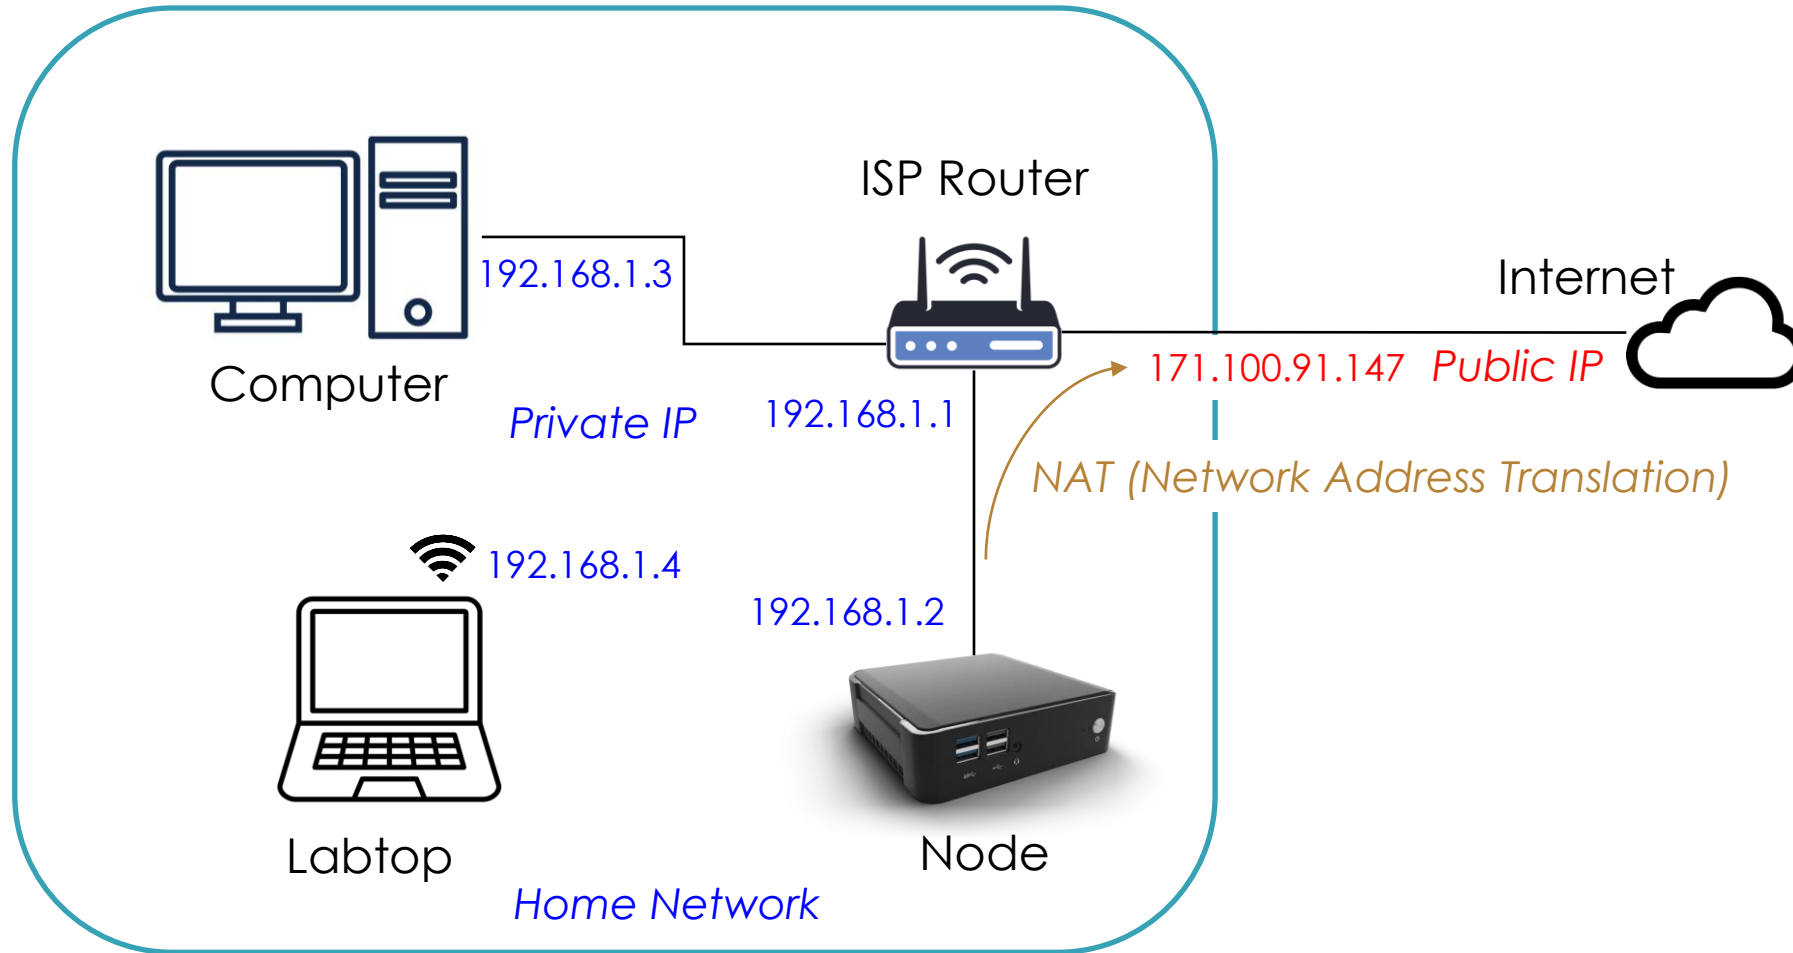 ISP Router
Internet
192.168.1.3
Computer
171.100.91.147 Public IP
Private IP
192.168.1.1
NAT (Network Address Translation)
192.168.1.4
192.168.1.2
Labtop
Node
Home Network